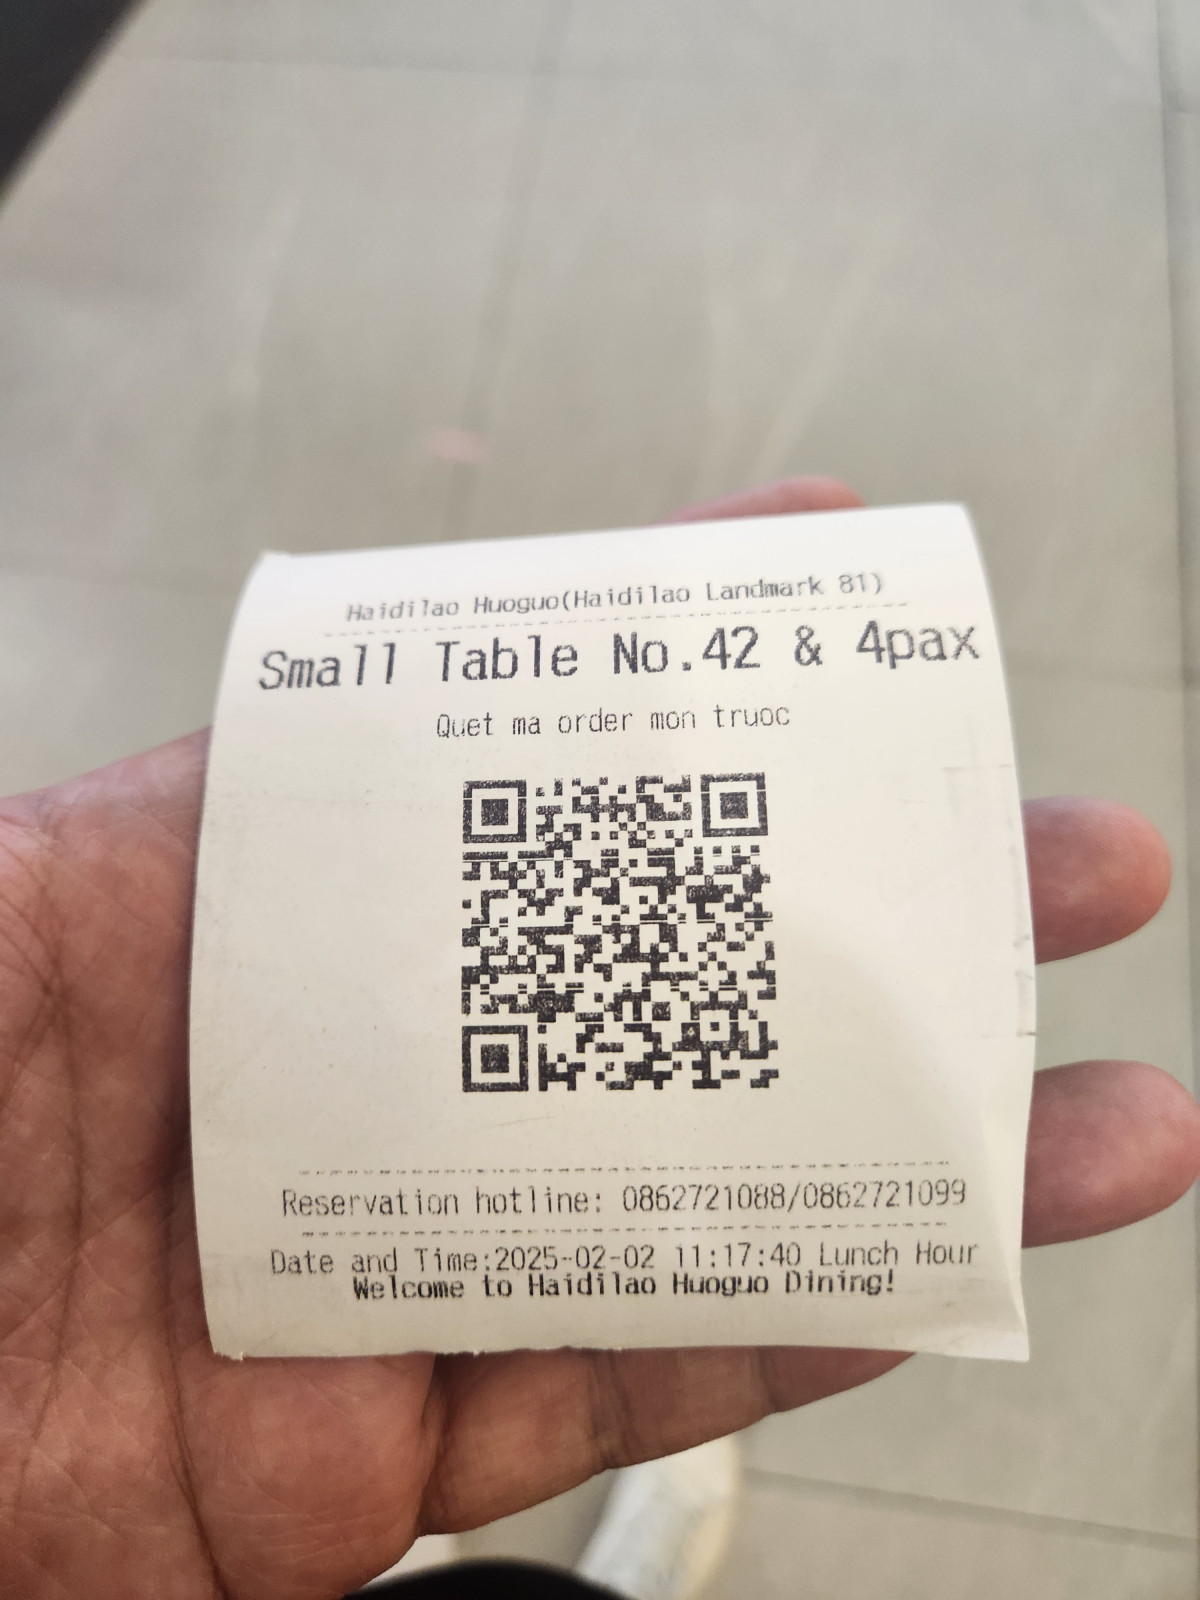 Haidilao Huoguo(Haidilao Landmark 81)
Small Table No.42 & 4pax
Quet ma order mon truoc
Reservation hotline: 0862721088/0862721099
Date and Time:2025-02-02 11:17:40 Lunch Hour
Welcome to Haidilao Huoguo Dining!